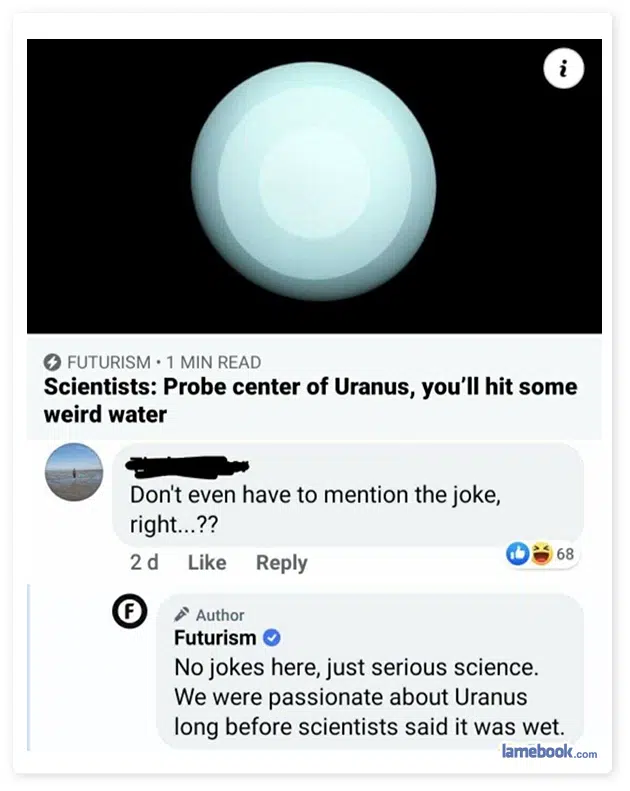 i
FUTURISM • 1 MIN READ
Scientists: Probe center of Uranus, you'll hit some
weird water
Don't even have to mention the joke,
right...??
2 d Like Reply 68
F
Author
Futurism
No jokes here, just serious science.
We were passionate about Uranus
long before scientists said it was wet.
lamebook.com